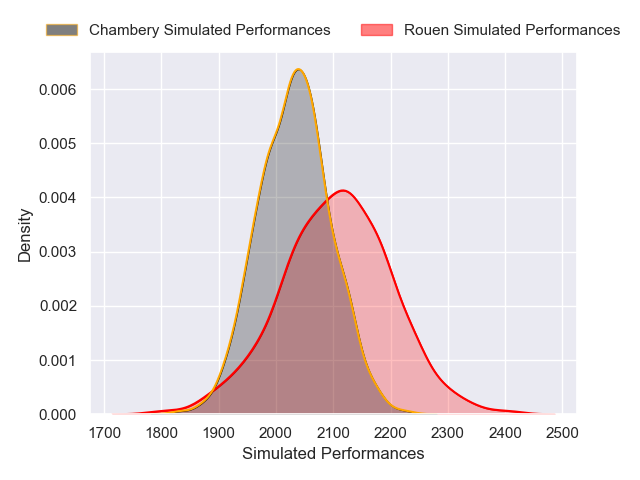 Chambery Simulated Performances Rouen Simulated Performances
0.006
0.005
0.004
0.003
0.002
0.001
0.000
Density
1700 1800 1900 2000 2100 2200 2300 2400 2500
Simulated Performances